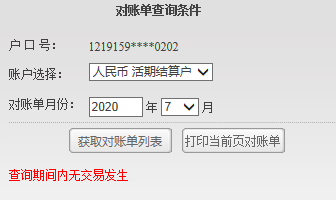 对账单查询条件
户 口 号： 1219159****0202
账户选择： 人民币 活期结算户
对账单月份： 2020 年 7 月
获取对账单列表 打印当前页对账单
查询期间内无交易发生